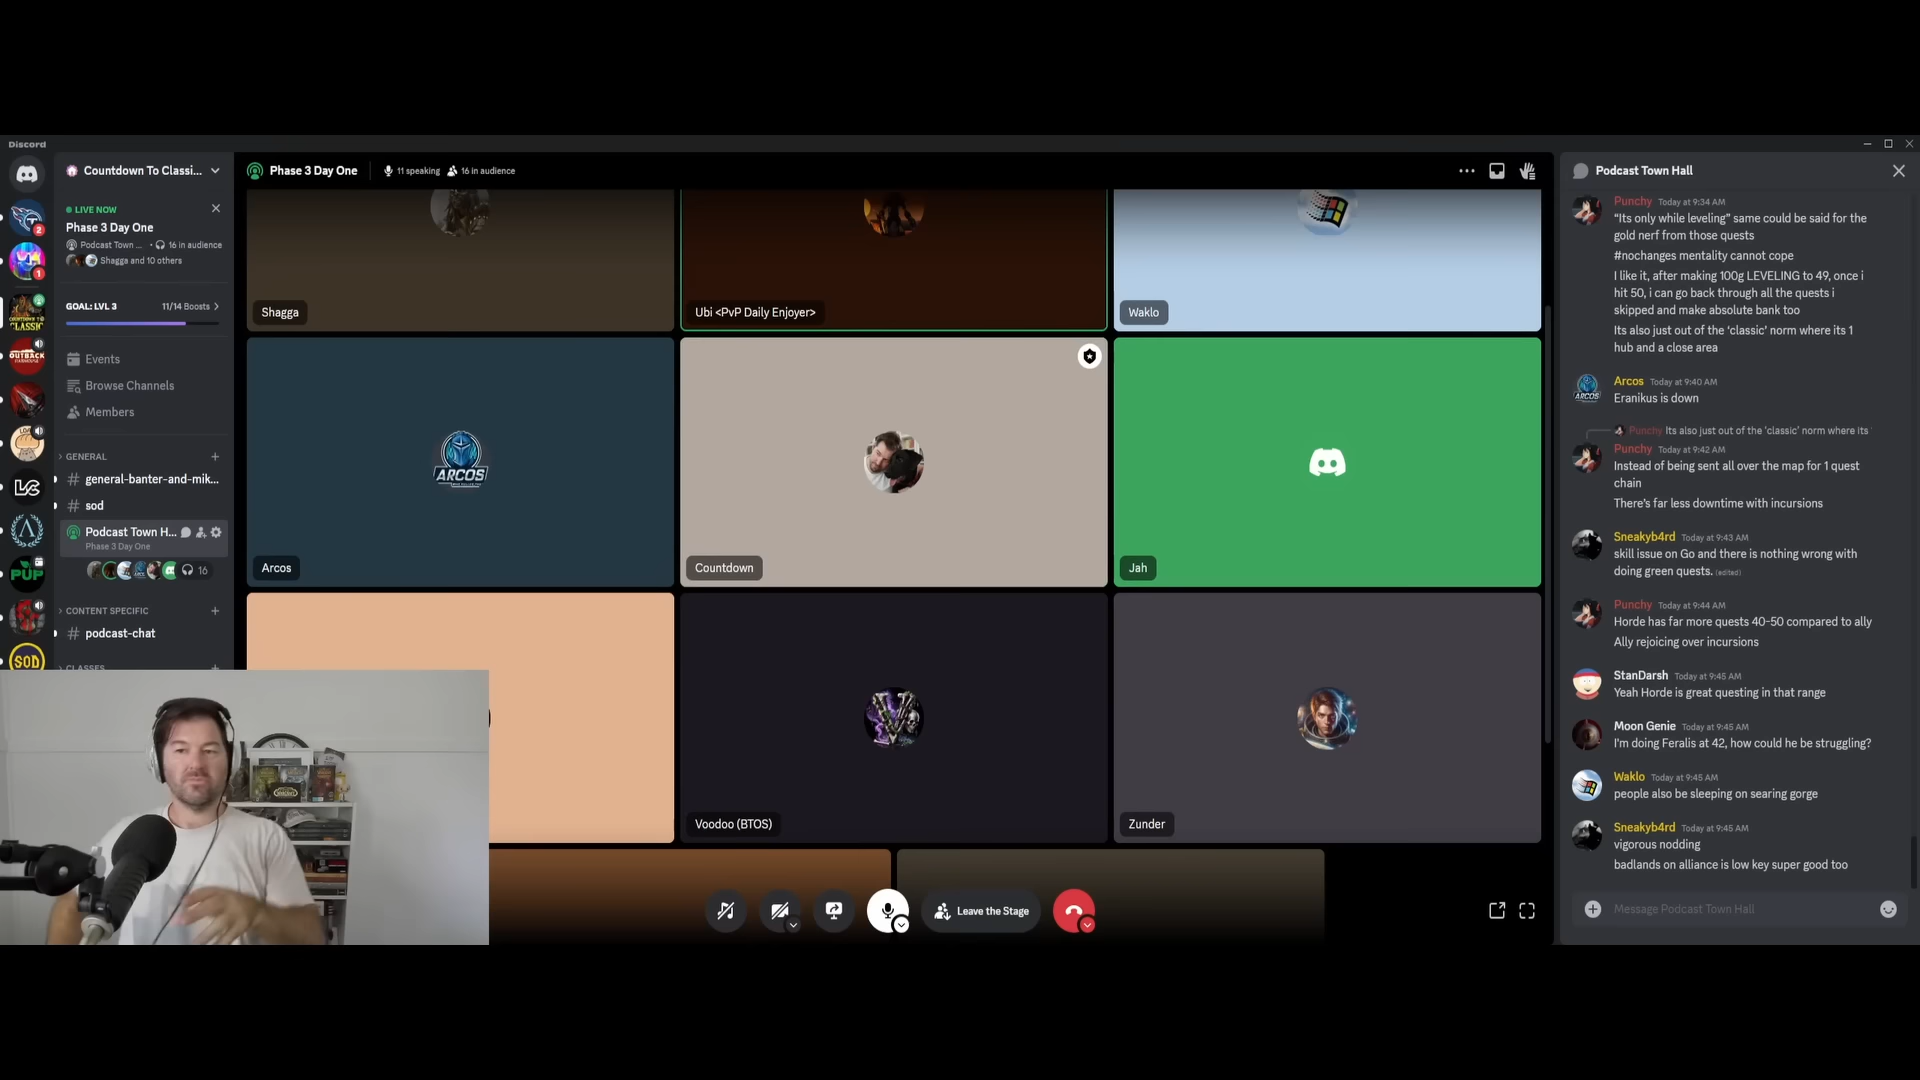 Discord
Countdown To Classi...
LIVE NOW
Phase 3 Day One
Podcast Town ... • 16 in audience
Shagga and 10 others
GOAL: LVL 3 11/14 Boosts
Events
Browse Channels
Members
GENERAL
general-banter-and-mik...
sod
Podcast Town H...
Phase 3 Day One
16
CONTENT SPECIFIC
podcast-chat
CLASSES
2
1
OUTBACK
LC
PUP
SOD
Phase 3 Day One 11 speaking 16 in audience
Shagga
Ubi <PvP Daily Enjoyer>
Waklo
ARCOS
Arcos
Countdown
Jah
Voodoo (BTOS)
Zunder
Leave the Stage
Podcast Town Hall
Punchy Today at 9:34 AM
"Its only while leveling" same could be said for the
gold nerf from those quests
#nochanges mentality cannot cope
I like it, after making 100g LEVELING to 49, once i
hit 50, i can go back through all the quests i
skipped and make absolute bank too
Its also just out of the 'classic' norm where its 1
hub and a close area
Arcos Today at 9:40 AM
Eranikus is down
Punchy Its also just out of the 'classic' norm where its
Punchy Today at 9:42 AM
Instead of being sent all over the map for 1 quest
chain
There's far less downtime with incursions
Sneakyb4rd Today at 9:43 AM
skill issue on Go and there is nothing wrong with
doing green quests. (edited)
Punchy Today at 9:44 AM
Horde has far more quests 40-50 compared to ally
Ally rejoicing over incursions
StanDarsh Today at 9:45 AM
Yeah Horde is great questing in that range
Moon Genie Today at 9:45 AM
I'm doing Feralis at 42, how could he be struggling?
Waklo Today at 9:45 AM
people also be sleeping on searing gorge
Sneakyb4rd Today at 9:45 AM
vigorous nodding
badlands on alliance is low key super good too
Message Podcast Town Hall